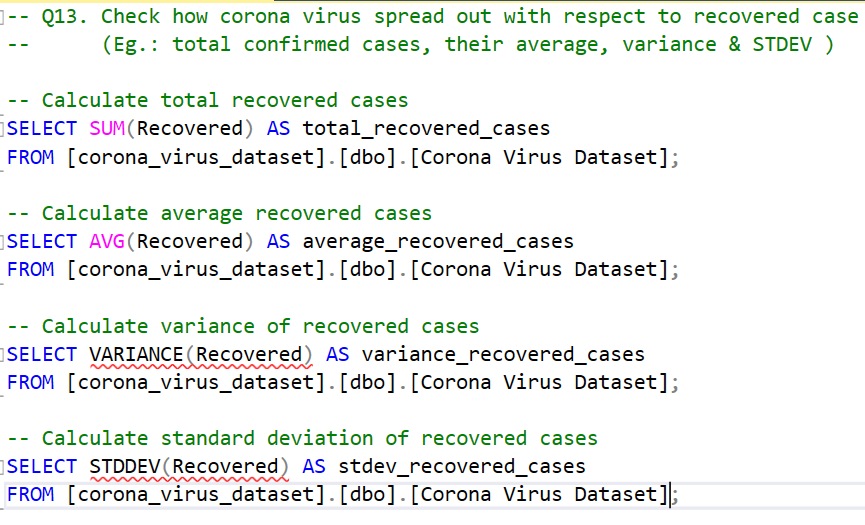 -- Q13. Check how corona virus spread out with respect to recovered case
--      (Eg.: total confirmed cases, their average, variance & STDEV )
-- Calculate total recovered cases
SELECT SUM(Recovered) AS total_recovered_cases
FROM [corona_virus_dataset].[dbo].[Corona Virus Dataset];
-- Calculate average recovered cases
SELECT AVG(Recovered) AS average_recovered_cases
FROM [corona_virus_dataset].[dbo].[Corona Virus Dataset];
-- Calculate variance of recovered cases
SELECT VARIANCE(Recovered) AS variance_recovered_cases
FROM [corona_virus_dataset].[dbo].[Corona Virus Dataset];
-- Calculate standard deviation of recovered cases
SELECT STDDEV(Recovered) AS stdev_recovered_cases
FROM [corona_virus_dataset].[dbo].[Corona Virus Dataset];